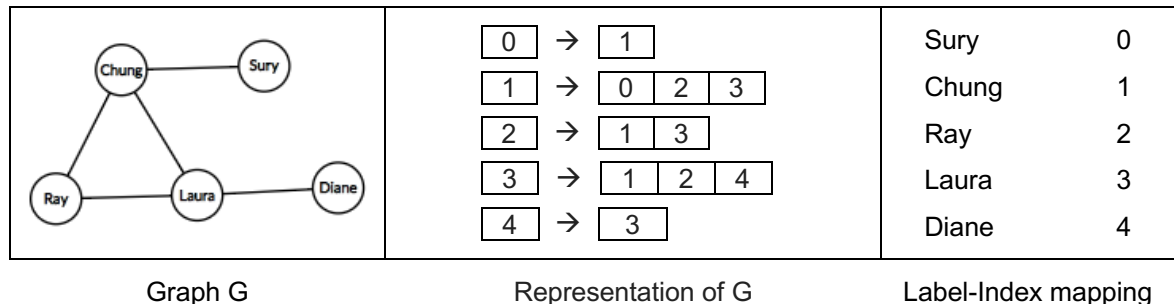 Chung
Sury
Ray
Laura
Diane
0 → 1
1 → 0 2 3
2 → 1 3
3 → 1 2 4
4 → 3
Sury 0
Chung 1
Ray 2
Laura 3
Diane 4
Graph G
Representation of G
Label-Index mapping